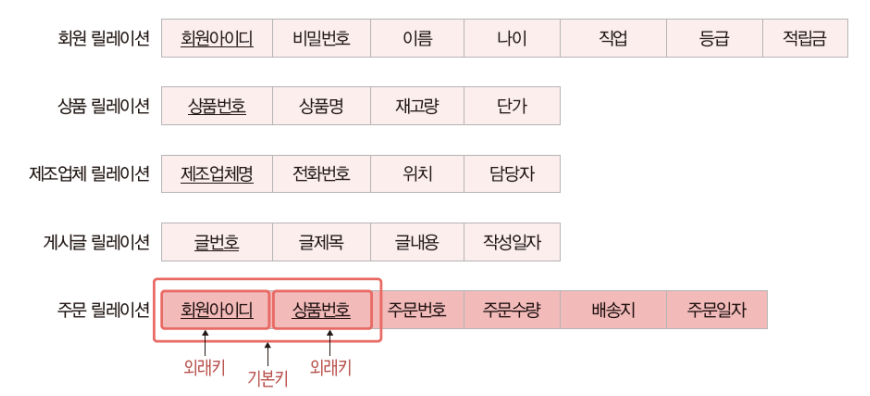 회원 릴레이션 회원아이디 비밀번호 이름 나이 직업 등급 적립금
상품 릴레이션 상품번호 상품명 재고량 단가
제조업체 릴레이션 제조업체명 전화번호 위치 담당자
게시글 릴레이션 글번호 글제목 글내용 작성일자
주문 릴레이션 회원아이디 상품번호 주문번호 주문수량 배송지 주문일자
외래키 기본키 외래키